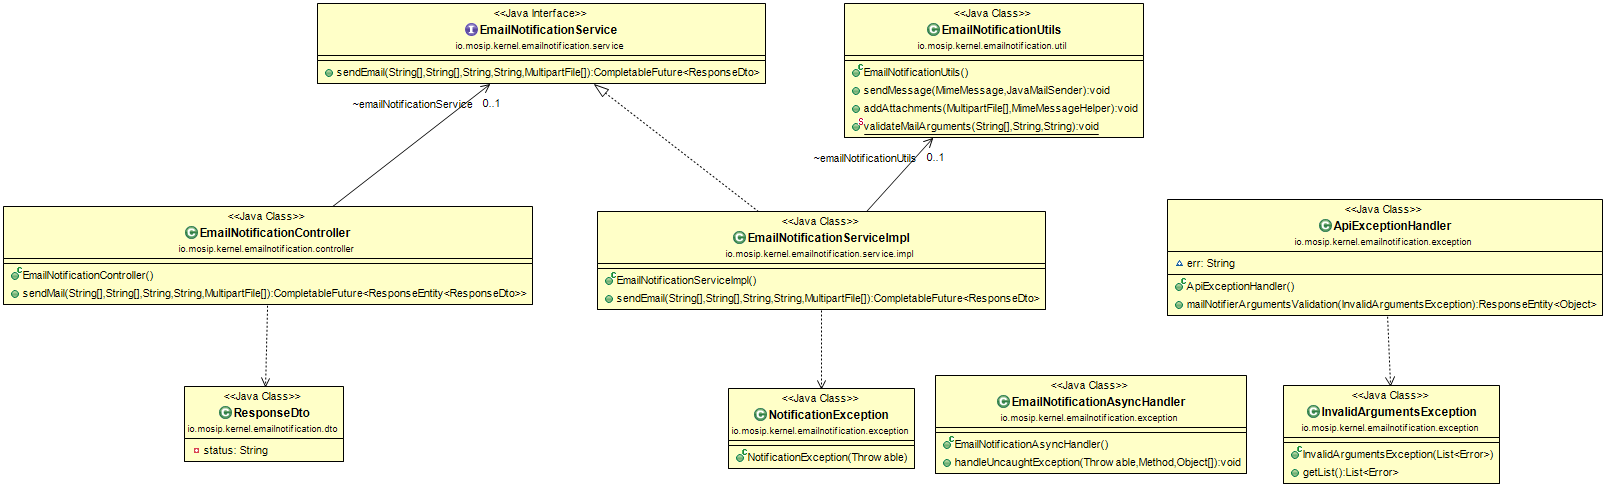 <<Java Interface>>
EmailNotificationService
io.mosip.kernel.emailnotification.service
sendEmail(String[],String[],String,String,MultipartFile[]):CompletableFuture<ResponseDto>
<<Java Class>>
EmailNotificationUtils
io.mosip.kernel.emailnotification.util
EmailNotificationUtils()
sendMessage(MimeMessage,JavaMailSender):void
addAttachments(MultipartFile[],MimeMessageHelper):void
validateMailArguments(String[],String,String):void
~emailNotificationService 0..1
~emailNotificationUtils 0..1
<<Java Class>>
EmailNotificationController
io.mosip.kernel.emailnotification.controller
EmailNotificationController()
sendMail(String[],String[],String,String,MultipartFile[]):CompletableFuture<ResponseEntity<ResponseDto>>
<<Java Class>>
EmailNotificationServiceImpl
io.mosip.kernel.emailnotification.service.impl
EmailNotificationServiceImpl()
sendEmail(String[],String[],String,String,MultipartFile[]):CompletableFuture<ResponseDto>
<<Java Class>>
ApiExceptionHandler
io.mosip.kernel.emailnotification.exception
err: String
ApiExceptionHandler()
mailNotifierArgumentsValidation(InvalidArgumentsException):ResponseEntity<Object>
<<Java Class>>
ResponseDto
io.mosip.kernel.emailnotification.dto
status: String
<<Java Class>>
NotificationException
io.mosip.kernel.emailnotification.exception
NotificationException(Throwable)
<<Java Class>>
EmailNotificationAsyncHandler
io.mosip.kernel.emailnotification.exception
EmailNotificationAsyncHandler()
handleUncaughtException(Throwable,Method,Object[]):void
<<Java Class>>
InvalidArgumentsException
io.mosip.kernel.emailnotification.exception
InvalidArgumentsException(List<Error>)
getList():List<Error>